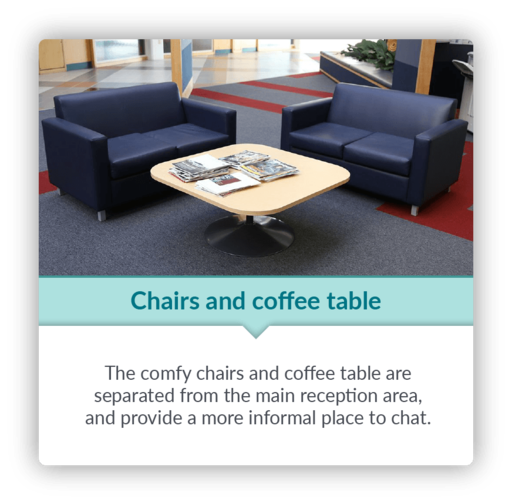 Chairs and coffee table
The comfy chairs and coffee table are
separated from the main reception area,
and provide a more informal place to chat.